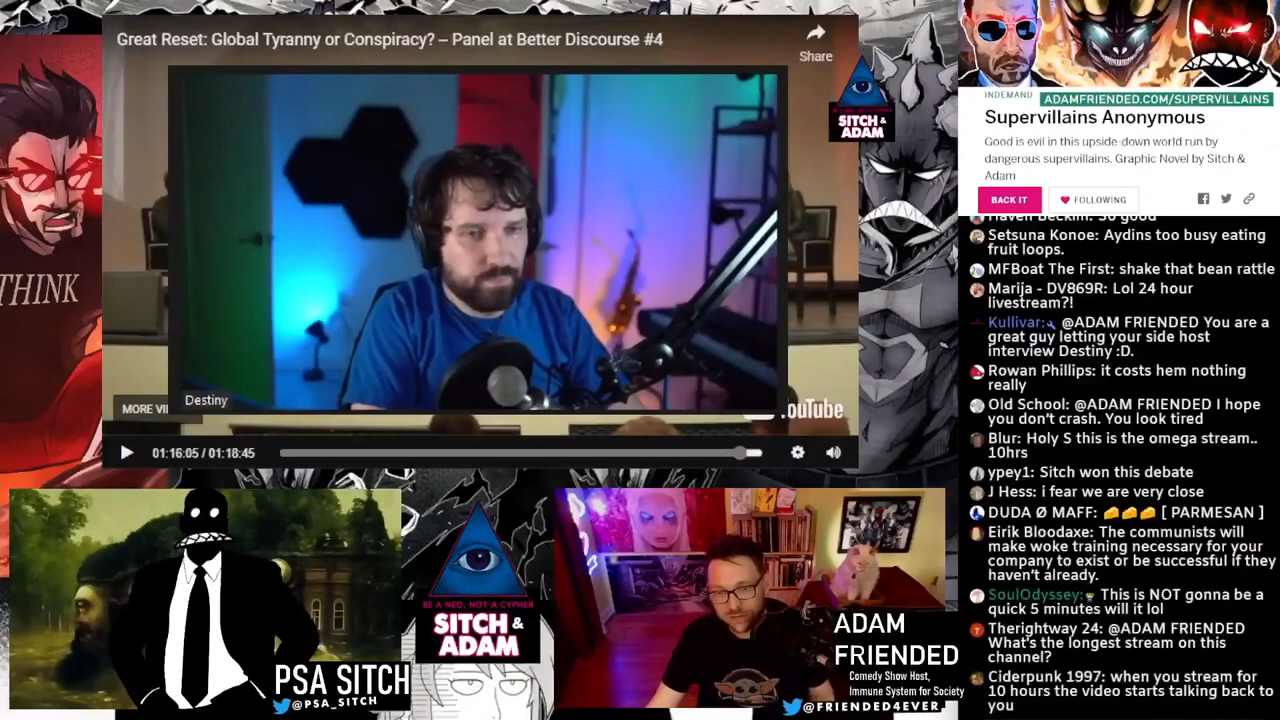 Great Reset: Global Tyranny or Conspiracy? – Panel at Better Discourse #4
Share
SITCH &
ADAM
Destiny
MORE VI
ouTube
01:16:05 / 01:18:45
THINK
INDEMAND
ADAMFRIENDED.COM/SUPERVILLAINS
Supervillains Anonymous
Good is evil in this upside-down world run by
dangerous supervillains. Graphic Novel by Sitch &
Adam
BACK IT
FOLLOWING
Haven Beckim: So good
Setsuna Konoe: Aydins too busy eating
fruit loops.
MFBoat The First: shake that bean rattle
Marija - DV869R: Lol 24 hour
livestream?!
Kullivar: @ADAM FRIENDED You are a
great guy letting your side host
interview Destiny :D.
Rowan Phillips: it costs hem nothing
really
Old School: @ADAM FRIENDED I hope
you don't crash. You look tired
Blur: Holy S this is the omega stream..
10hrs
ypey1: Sitch won this debate
J Hess: i fear we are very close
DUDA Ø MAFF: 🧀🧀🧀 [ PARMESAN ]
Eirik Bloodaxe: The communists will
make woke training necessary for your
company to exist or be successful if they
haven't already.
SoulOdyssey: This is NOT gonna be a
quick 5 minutes will it lol
Therightway 24: @ADAM FRIENDED
What's the longest stream on this
channel?
Ciderpunk 1997: when you stream for
10 hours the video starts talking back to
you
PSA SITCH
@PSA_SITCH
BE A NEO, NOT A CYPHER
SITCH &
ADAM
ADAM
FRIENDED
Comedy Show Host,
Immune System for Society
@FRIENDED4EVER